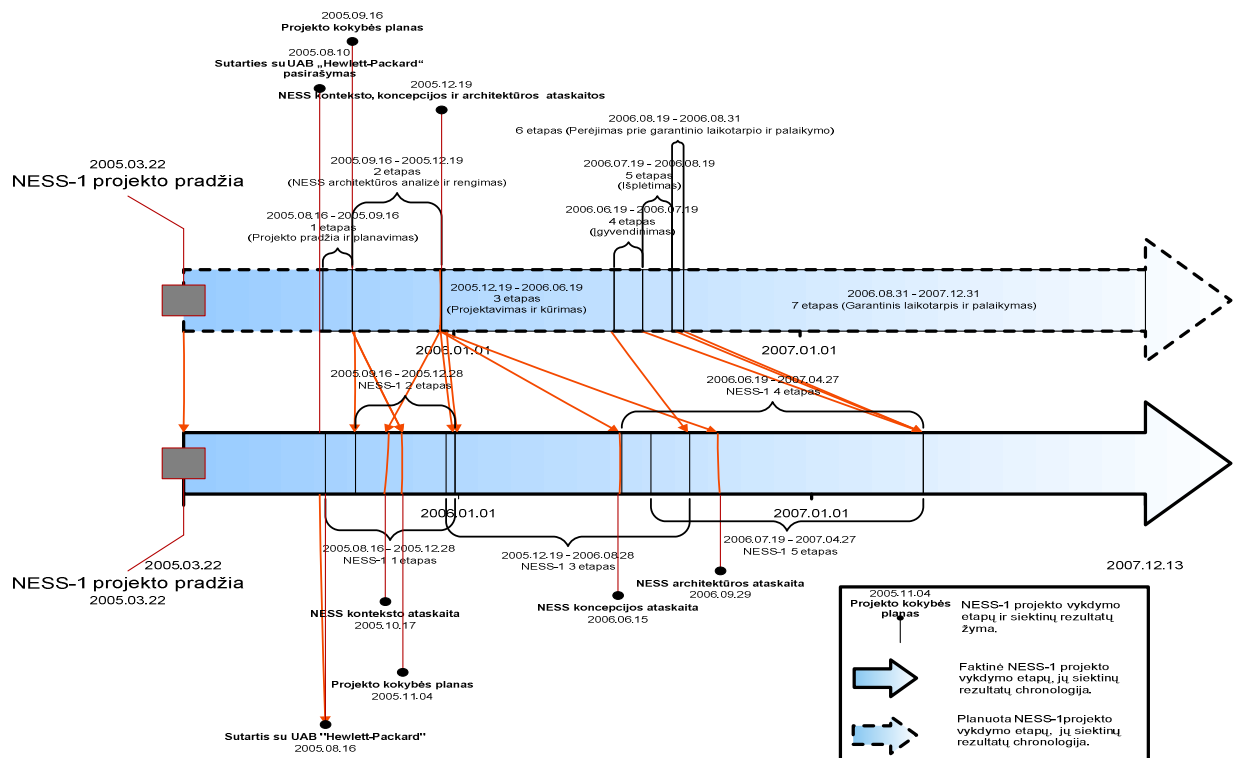 2005.09.16
Projekto kokybės planas
2005.08.10
Sutarties su UAB „Hewlett-Packard"
pasirašymas
2005.12.19
NESS konteksto, koncepcijos ir architektūros ataskaitos
2006.08.19 - 2006.08.31
6 etapas (Perėjimas prie garantinio laikotarpio ir palaikymo)
2005.03.22
NESS-1 projekto pradžia
2005.09.16 - 2005.12.19
2 etapas
(NESS architektūros analizė ir rengimas)
2006.07.19 - 2006.08.19
5 etapas
(Išplėtimas)
2005.08.16 - 2005.09.16
1 etapas
(Projekto pradžia ir planavimas)
2006.06.19 - 2006.07.19
4 etapas
(Įgyvendinimas)
2005.12.19 - 2006.06.19
3 etapas
(Projektavimas ir kūrimas)
2006.08.31 - 2007.12.31
7 etapas (Garantinis laikotarpis ir palaikymas)
2006.01.01
2007.01.01
2005.09.16 - 2005.12.28
NESS-1 2 etapas
2006.06.19 - 2007.04.27
NESS-1 4 etapas
2006.01.01
2007.01.01
2005.08.16 - 2005.12.28
NESS-1 1 etapas
2005.12.19 - 2006.08.28
NESS-1 3 etapas
2006.07.19 - 2007.04.27
NESS-1 5 etapas
2005.03.22
NESS-1 projekto pradžia
2005.03.22
2007.12.13
NESS konteksto ataskaita
2005.10.17
NESS koncepcijos ataskaita
2006.06.15
NESS architektūros ataskaita
2006.09.29
Projekto kokybės planas
2005.11.04
Sutartis su UAB "Hewlett-Packard"
2005.08.16
2005.11.04
Projekto kokybės
planas
NESS-1 projekto vykdymo
etapų ir siektinų rezultatų
žyma.
Faktinė NESS-1 projekto
vykdymo etapų, jų siektinų
rezultatų chronologija.
Planuota NESS-1projekto
vykdymo etapų, jų siektinų
rezultatų chronologija.